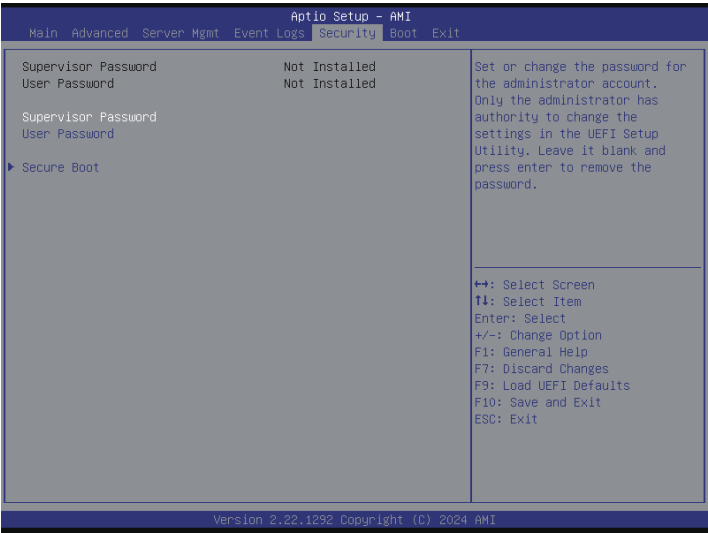 Aptio Setup – AMI
Main Advanced Server Mgmt Event Logs Security Boot Exit
Supervisor Password Not Installed
User Password Not Installed
Supervisor Password
User Password
Secure Boot
Set or change the password for
the administrator account.
Only the administrator has
authority to change the
settings in the UEFI Setup
Utility. Leave it blank and
press enter to remove the
password.
↔: Select Screen
↑↓: Select Item
Enter: Select
+/-: Change Option
F1: General Help
F7: Discard Changes
F9: Load UEFI Defaults
F10: Save and Exit
ESC: Exit
Version 2.22.1292 Copyright (C) 2024 AMI